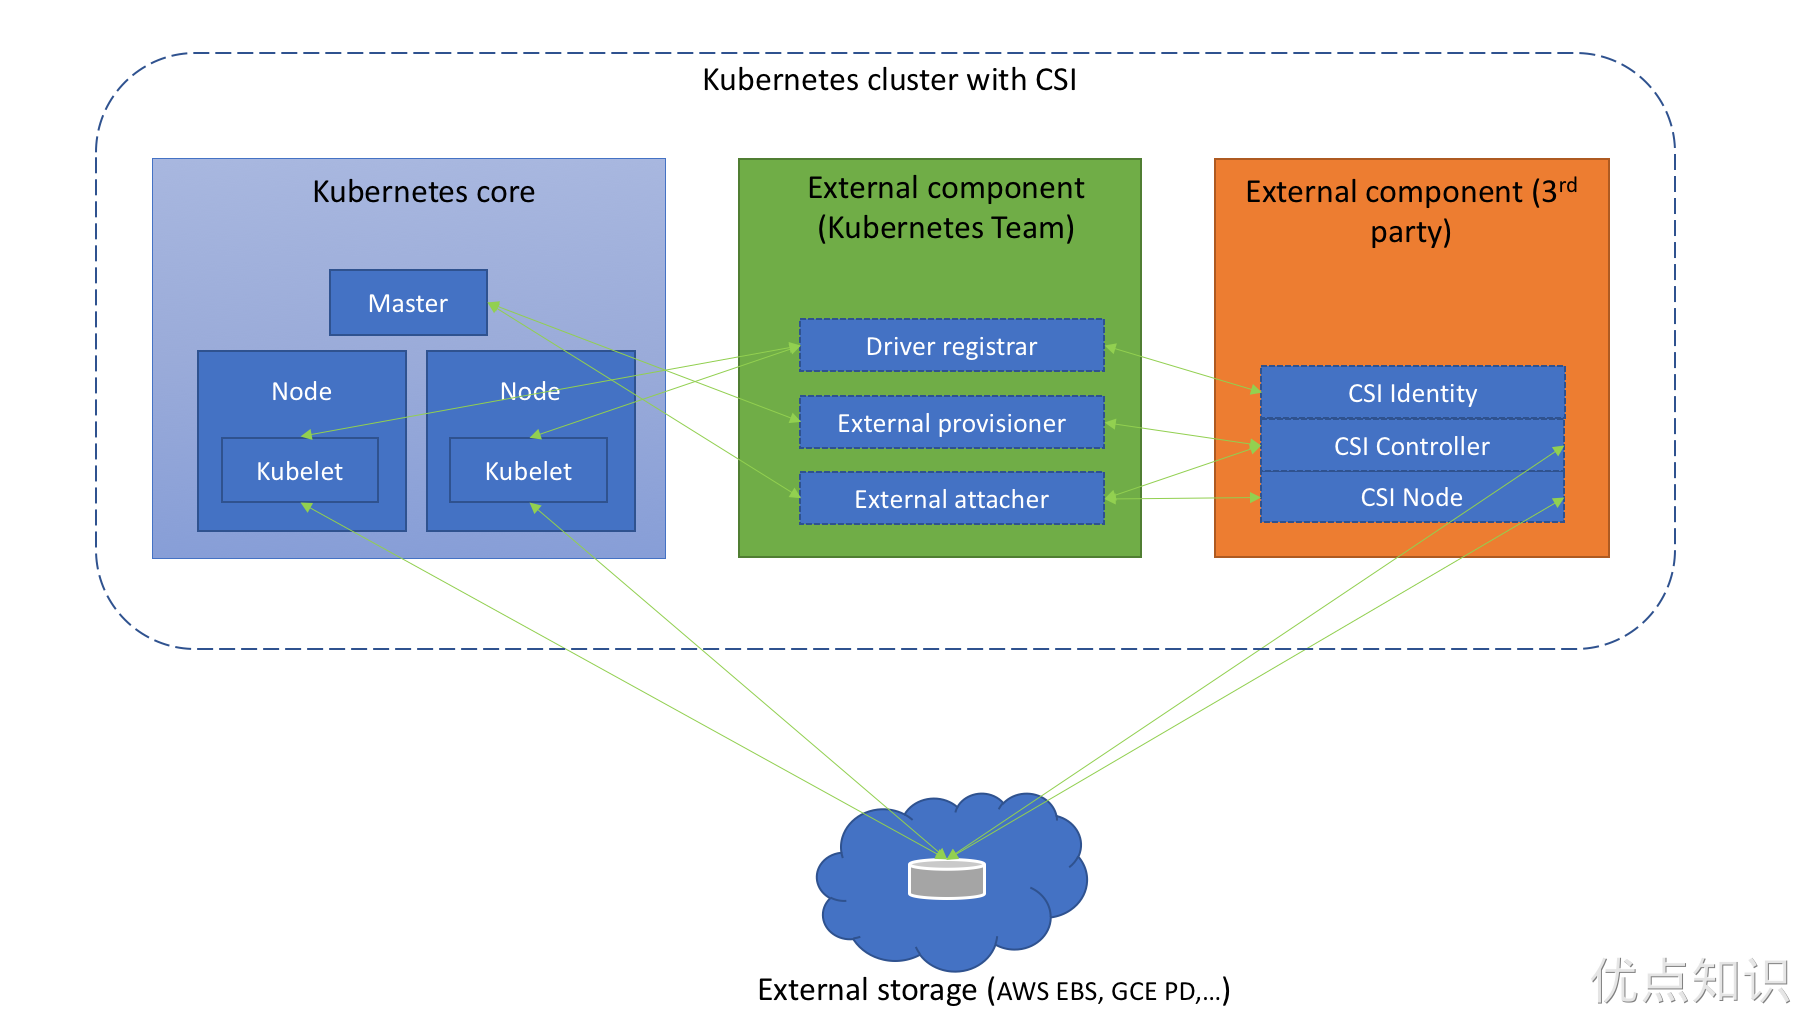 Kubernetes cluster with CSI
Kubernetes core
Master
Node
Node
Kubelet
Kubelet
External component
(Kubernetes Team)
Driver registrar
External provisioner
External attacher
External component (3rd
party)
CSI Identity
CSI Controller
CSI Node
External storage (AWS EBS, GCE PD,...)
优点知识